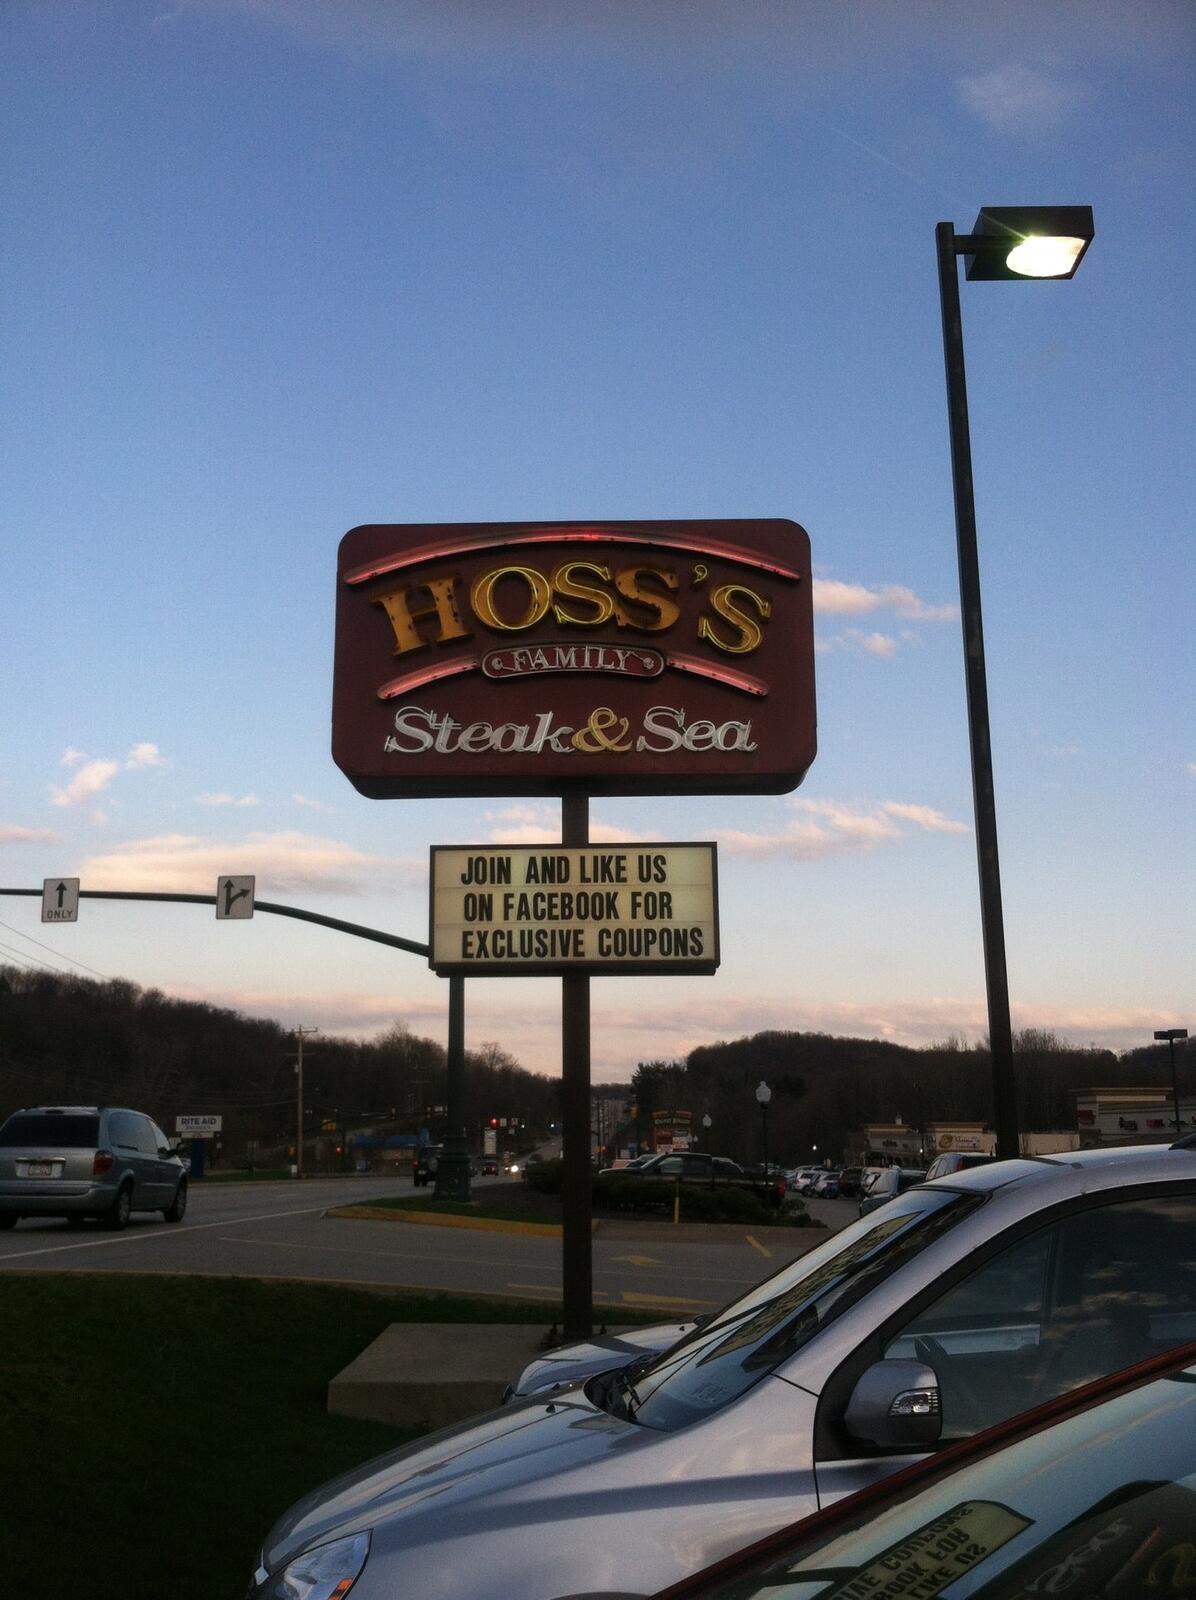 HOSS'S
FAMILY
Steak & Sea
JOIN AND LIKE US
ON FACEBOOK FOR
EXCLUSIVE COUPONS
ONLY
RITE AID